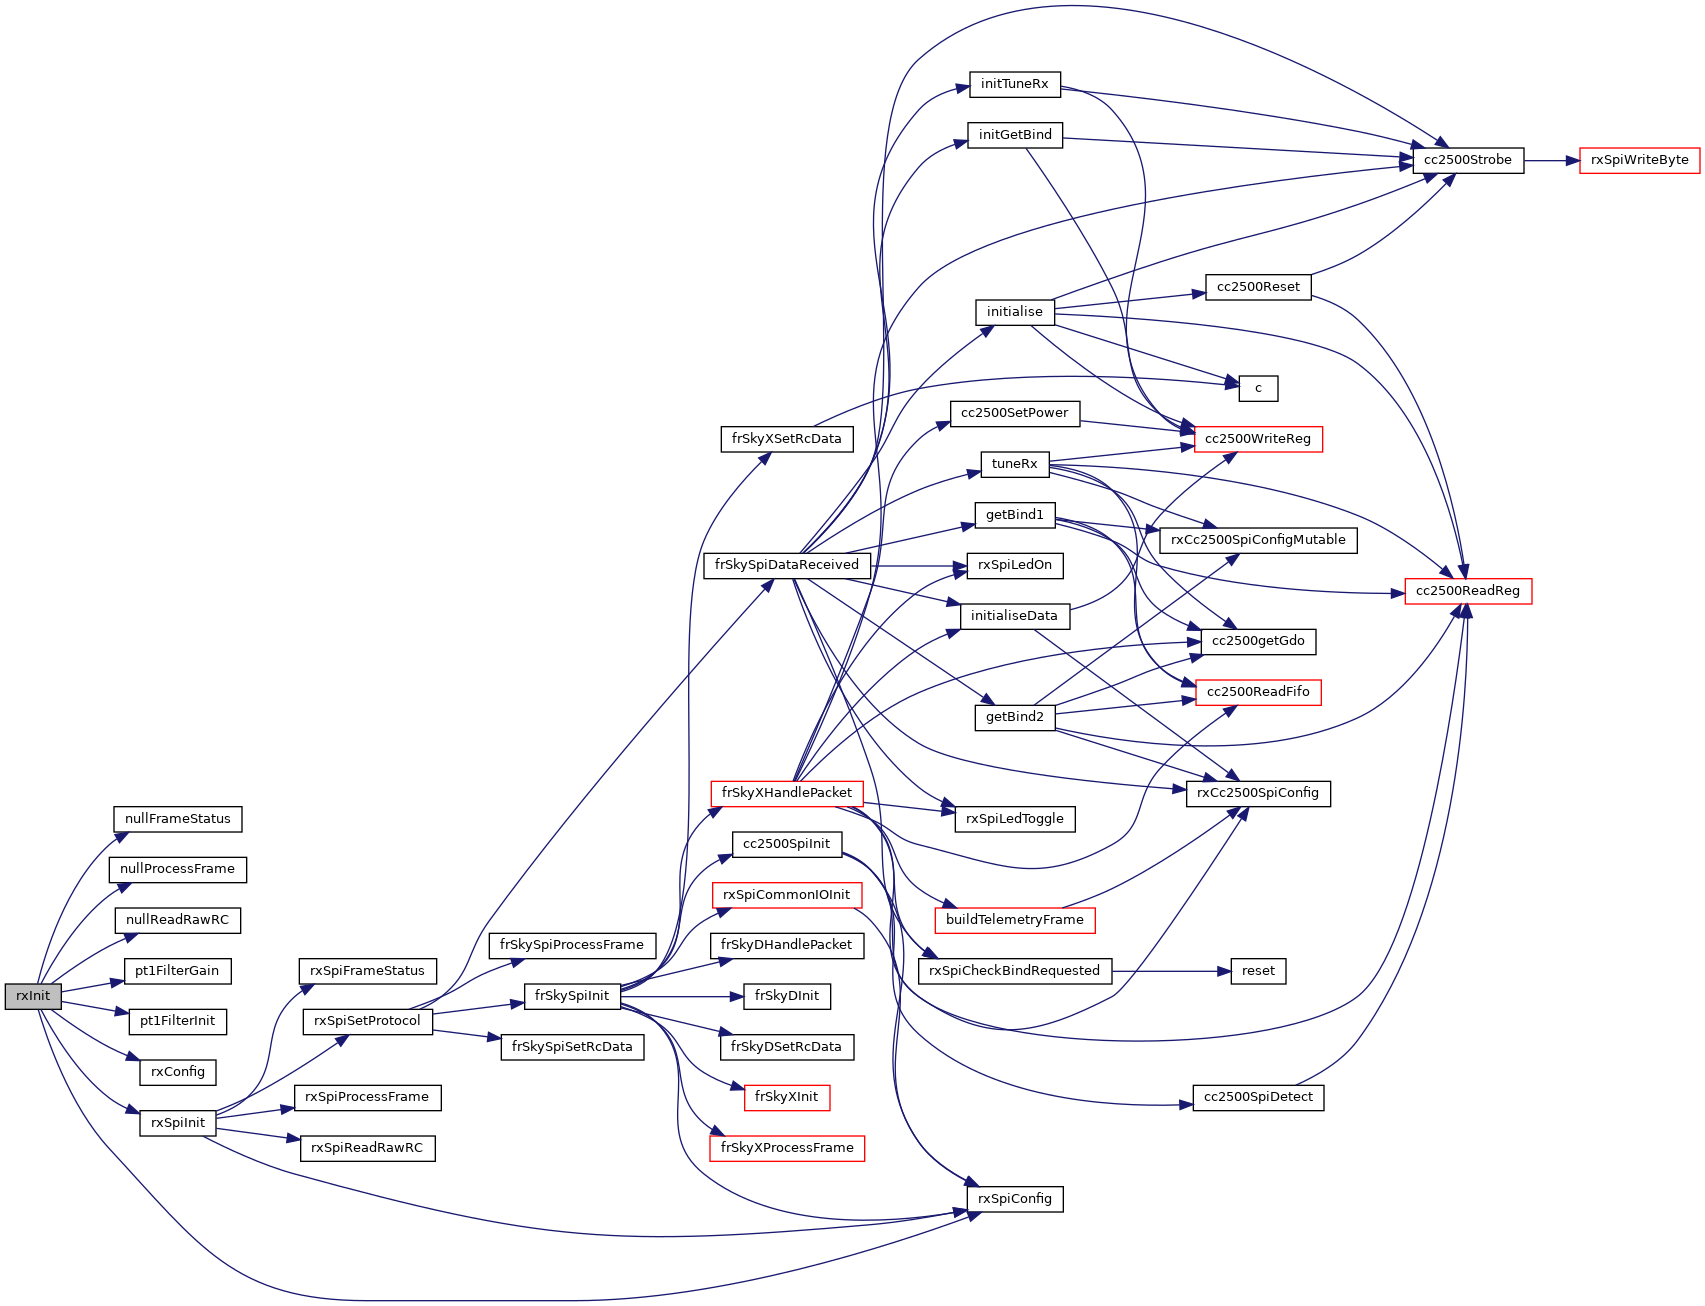 initTuneRx
initGetBind
cc2500Strobe
rxSpiWriteByte
cc2500Reset
initialise
c
cc2500SetPower
frSkyXSetRcData
cc2500WriteReg
tuneRx
getBind1
rxCc2500SpiConfigMutable
frSkySpiDataReceived
rxSpiLedOn
cc2500ReadReg
initialiseData
cc2500getGdo
cc2500ReadFifo
getBind2
frSkyXHandlePacket
rxCc2500SpiConfig
nullFrameStatus
rxSpiLedToggle
cc2500SpiInit
nullProcessFrame
rxSpiCommonIOInit
nullReadRawRC
buildTelemetryFrame
frSkySpiProcessFrame
frSkyDHandlePacket
pt1FilterGain
rxSpiFrameStatus
rxSpiCheckBindRequested
reset
rxInit
frSkySpiInit
frSkyDInit
pt1FilterInit
rxSpiSetProtocol
frSkySpiSetRcData
frSkyDSetRcData
rxConfig
rxSpiProcessFrame
frSkyXInit
cc2500SpiDetect
rxSpiInit
rxSpiReadRawRC
frSkyXProcessFrame
rxSpiConfig